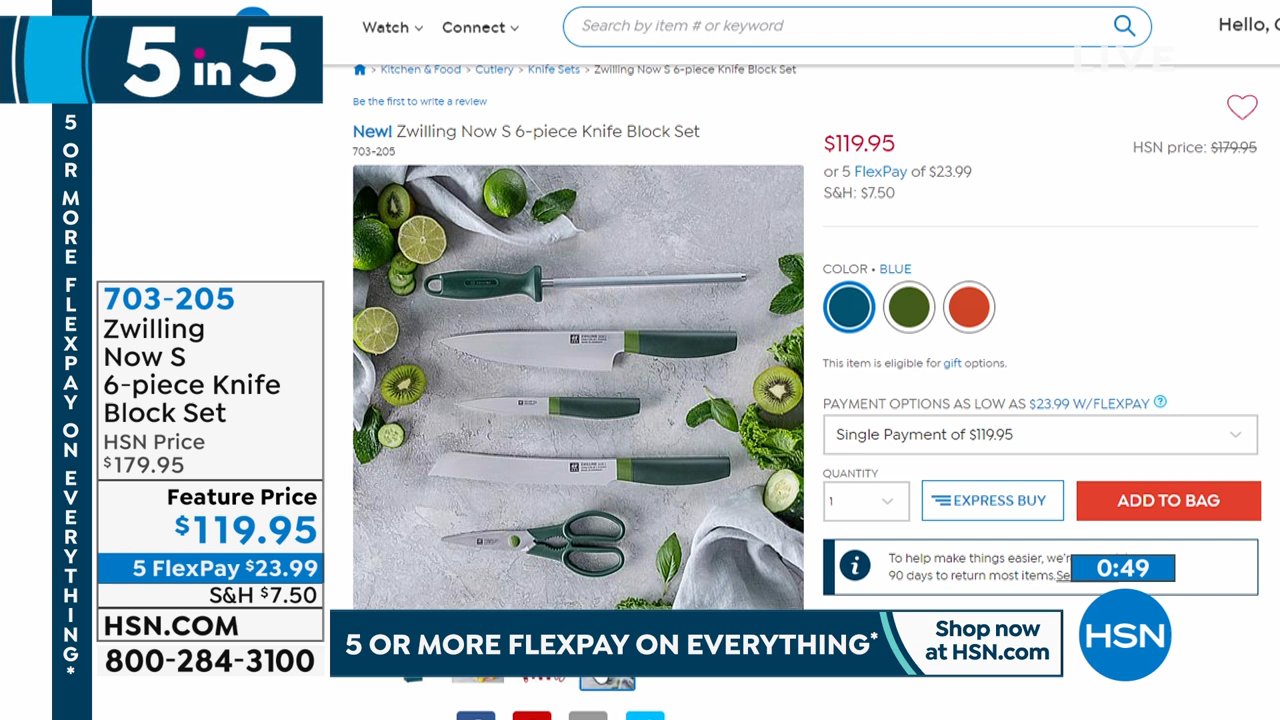 5 in 5
5 OR MORE FLEXPAY ON EVERYTHING*
Watch
Connect
Search by item # or keyword
Hello,
LIVE
> Kitchen & Food > Cutlery > Knife Sets > Zwilling Now S 6-piece Knife Block Set
Be the first to write a review
New! Zwilling Now S 6-piece Knife Block Set
703-205
$119.95
HSN price: $179.95
or 5 FlexPay of $23.99
S&H: $7.50
COLOR • BLUE
This item is eligible for gift options.
PAYMENT OPTIONS AS LOW AS $23.99 W/FLEXPAY ?
Single Payment of $119.95
QUANTITY
1
EXPRESS BUY
ADD TO BAG
i
To help make things easier, we'r
90 days to return most items.Se
0:49
703-205
Zwilling
Now S
6-piece Knife
Block Set
HSN Price
$179.95
Feature Price
$119.95
5 FlexPay $23.99
S&H $7.50
HSN.COM
800-284-3100
5 OR MORE FLEXPAY ON EVERYTHING*
Shop now
at HSN.com
HSN